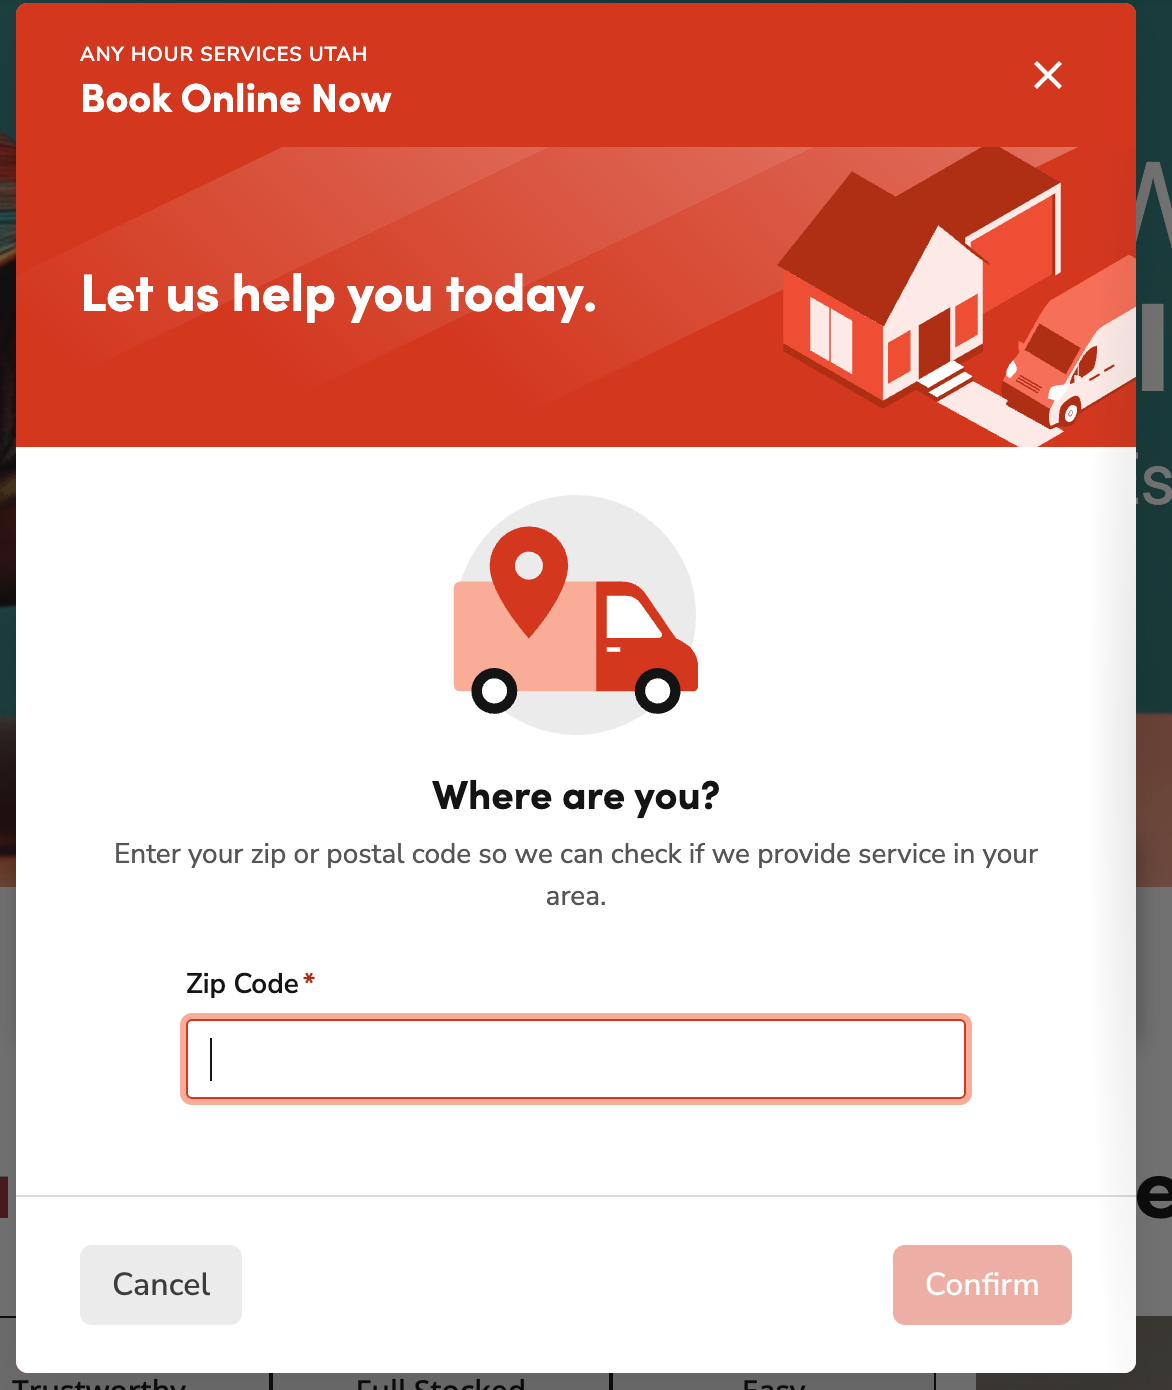 ANY HOUR SERVICES UTAH
Book Online Now
Let us help you today.
Where are you?
Enter your zip or postal code so we can check if we provide service in your
area.
Zip Code*
Cancel
Confirm
Trustworthy
Full Stocked
Easy